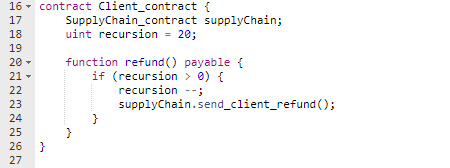 16 contract Client_contract {
17     SupplyChain_contract supplyChain;
18     uint recursion = 20;
19
20     function refund() payable {
21         if (recursion > 0) {
22             recursion --;
23             supplyChain.send_client_refund();
24         }
25     }
26 }
27